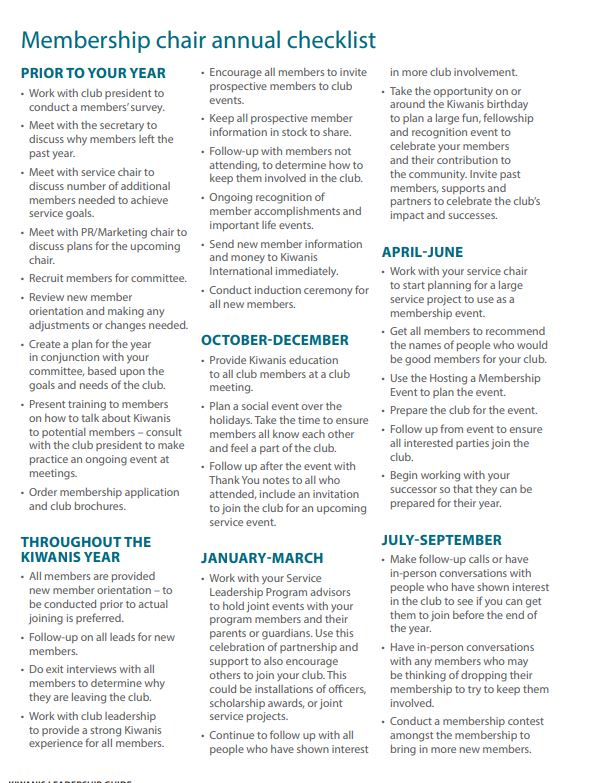 Membership chair annual checklist
PRIOR TO YOUR YEAR
• Work with club president to
conduct a members' survey.
• Meet with the secretary to
discuss why members left the
past year.
• Meet with service chair to
discuss number of additional
members needed to achieve
service goals.
• Meet with PR/Marketing chair to
discuss plans for the upcoming
chair.
• Recruit members for committee.
• Review new member
orientation and making any
adjustments or changes needed.
• Create a plan for the year
in conjunction with your
committee, based upon the
goals and needs of the club.
• Present training to members
on how to talk about Kiwanis
to potential members – consult
with the club president to make
practice an ongoing event at
meetings.
• Order membership application
and club brochures.
THROUGHOUT THE
KIWANIS YEAR
• All members are provided
new member orientation – to
be conducted prior to actual
joining is preferred.
• Follow-up on all leads for new
members.
• Do exit interviews with all
members to determine why
they are leaving the club.
• Work with club leadership
to provide a strong Kiwanis
experience for all members.
• Encourage all members to invite
prospective members to club
events.
• Keep all prospective member
information in stock to share.
• Follow-up with members not
attending, to determine how to
keep them involved in the club.
• Ongoing recognition of
member accomplishments and
important life events.
• Send new member information
and money to Kiwanis
International immediately.
• Conduct induction ceremony for
all new members.
OCTOBER-DECEMBER
• Provide Kiwanis education
to all club members at a club
meeting.
• Plan a social event over the
holidays. Take the time to ensure
members all know each other
and feel a part of the club.
• Follow up after the event with
Thank You notes to all who
attended, include an invitation
to join the club for an upcoming
service event.
JANUARY-MARCH
• Work with your Service
Leadership Program advisors
to hold joint events with your
program members and their
parents or guardians. Use this
celebration of partnership and
support to also encourage
others to join your club. This
could be installations of officers,
scholarship awards, or joint
service projects.
• Continue to follow up with all
people who have shown interest
in more club involvement.
• Take the opportunity on or
around the Kiwanis birthday
to plan a large fun, fellowship
and recognition event to
celebrate your members
and their contribution to
the community. Invite past
members, supports and
partners to celebrate the club's
impact and successes.
APRIL-JUNE
• Work with your service chair
to start planning for a large
service project to use as a
membership event.
• Get all members to recommend
the names of people who would
be good members for your club.
• Use the Hosting a Membership
Event to plan the event.
• Prepare the club for the event.
• Follow up from event to ensure
all interested parties join the
club.
• Begin working with your
successor so that they can be
prepared for their year.
JULY-SEPTEMBER
• Make follow-up calls or have
in-person conversations with
people who have shown interest
in the club to see if you can get
them to join before the end of
the year.
• Have in-person conversations
with any members who may
be thinking of dropping their
membership to try to keep them
involved.
• Conduct a membership contest
amongst the membership to
bring in more new members.
KIWANIS LEADERSHIP GUIDE